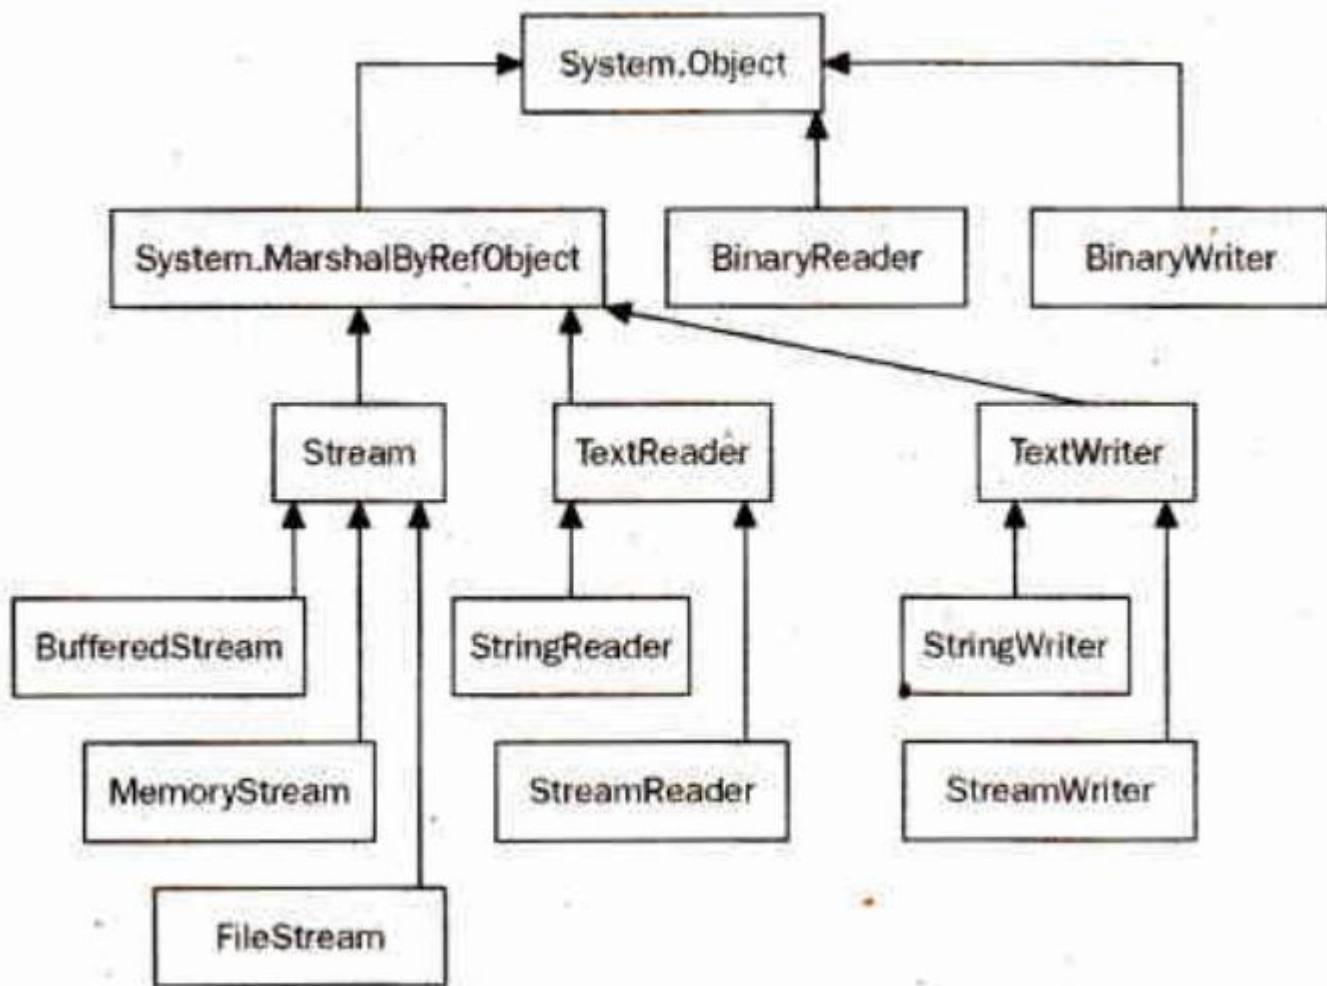 System.Object
System.MarshalByRefObject
BinaryReader
BinaryWriter
Stream
TextReader
TextWriter
BufferedStream
StringReader
StringWriter
MemoryStream
StreamReader
StreamWriter
FileStream